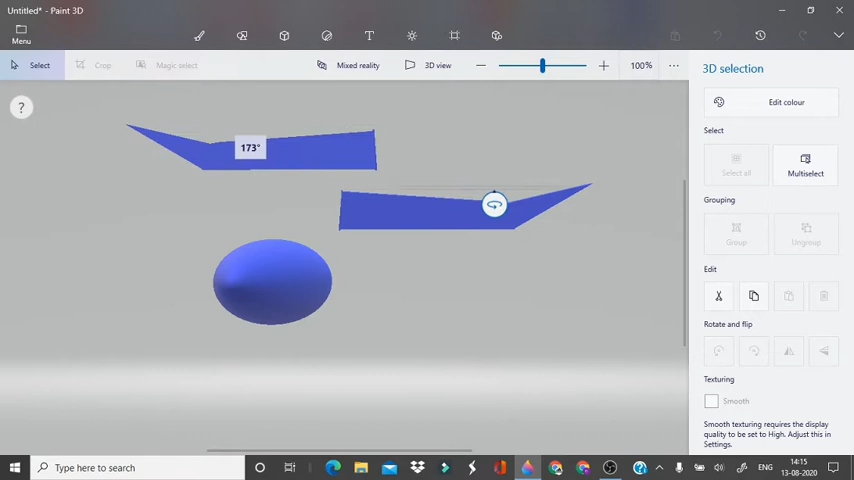 Untitled* - Paint 3D
Menu
Select
Crop
Magic select
Mixed reality
3D view
100%
3D selection
Edit colour
Select
Select all
Multiselect
Grouping
Group
Ungroup
Edit
Rotate and flip
Texturing
Smooth
Smooth texturing requires the
display
quality to be set to High. Adjust this in
Settings.
173°
?
Type here to search
ENG
14:15
13-08-2020